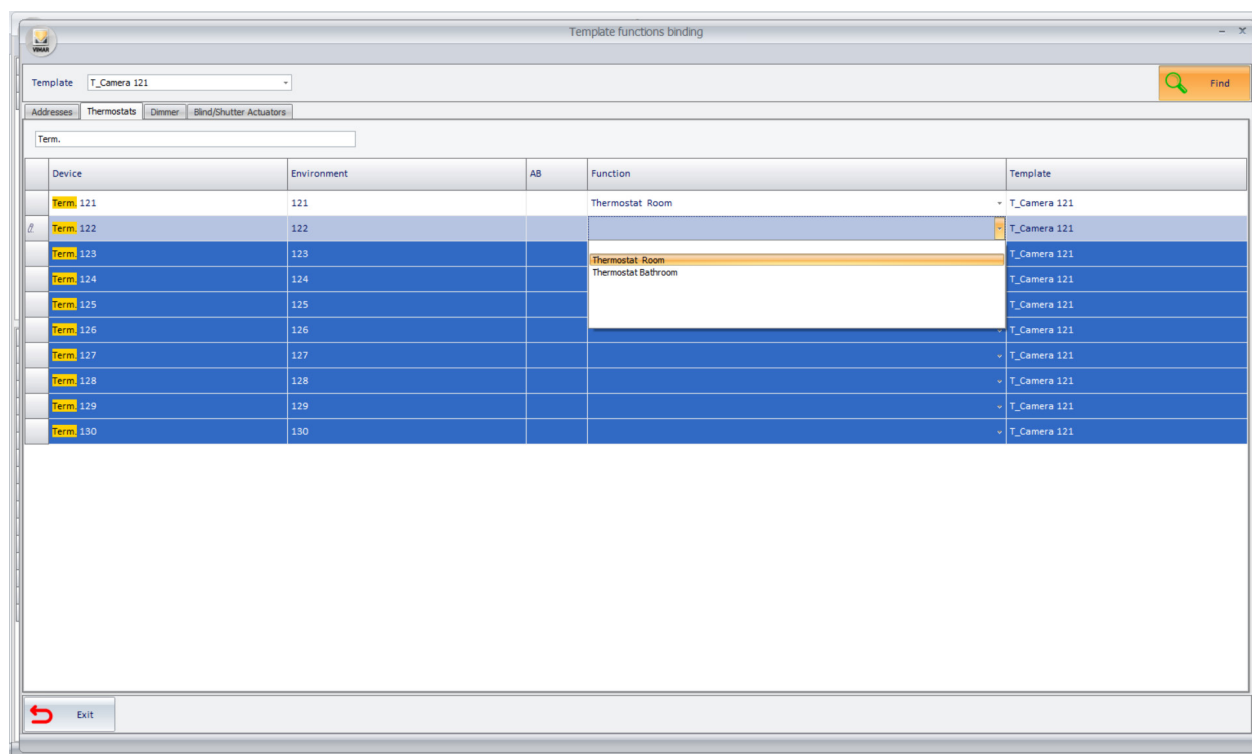 Template functions binding
VIMAR
Template T_Camera 121
Find
Addresses Thermostats Dimmer Blind/Shutter Actuators
Term.
Device Environment AB Function Template
Term. 121 121 Thermostat Room T_Camera 121
Term. 122 122 T_Camera 121
Term. 123 123 T_Camera 121
Thermostat Room
Thermostat Bathroom
Term. 124 124 T_Camera 121
Term. 125 125 T_Camera 121
Term. 126 126 T_Camera 121
Term. 127 127 T_Camera 121
Term. 128 128 T_Camera 121
Term. 129 129 T_Camera 121
Term. 130 130 T_Camera 121
Exit